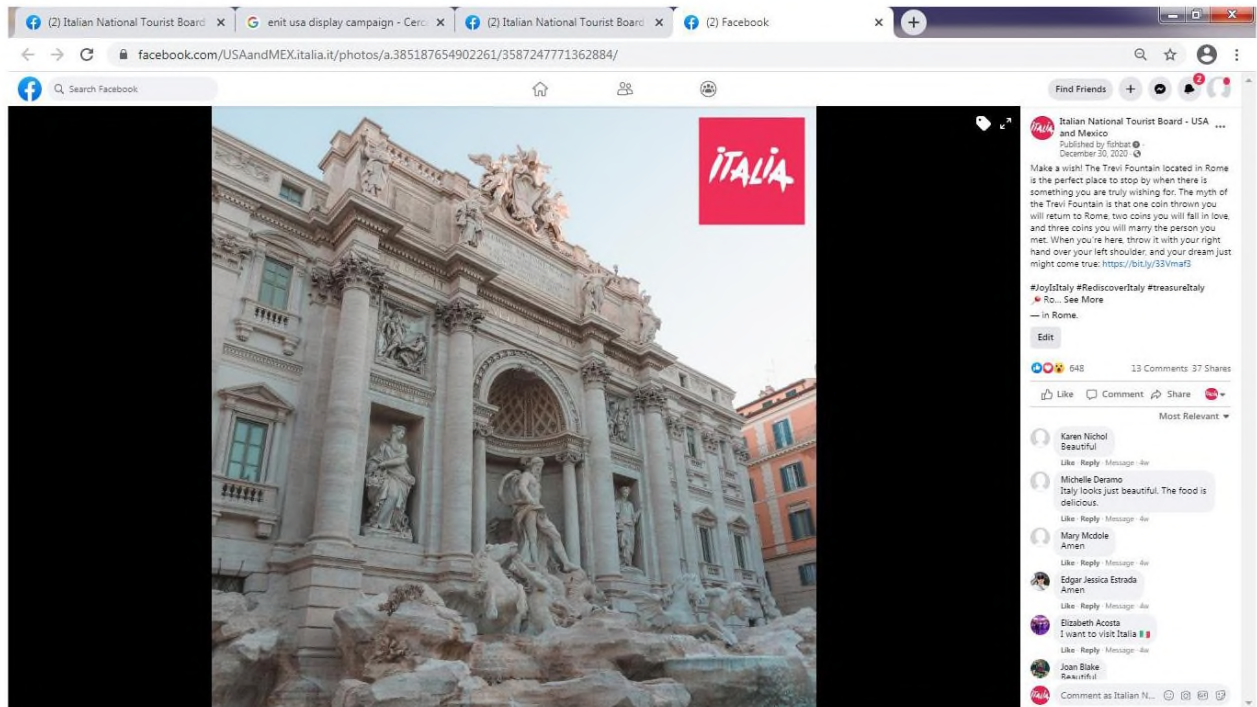 (2) Italian National Tourist Board
enit usa display campaign - Cerc
(2) Italian National Tourist Board
(2) Facebook
facebook.com/USAandMEX.italia.it/photos/a.385187654902261/3587247771362884/
Search Facebook
Find Friends
2
ITALIA
Italian National Tourist Board - USA
and Mexico
Published by fishbat
December 30, 2020
Make a wish! The Trevi Fountain located in Rome
is the perfect place to stop by when there is
something you are truly wishing for. The myth of
the Trevi Fountain is that one coin thrown you
will return to Rome, two coins you will fall in love,
and three coins you will marry the person you
met. When you're here, throw it with your right
hand over your left shoulder, and your dream just
might come true: https://bit.ly/33Vmaf3
#JoyIsItaly #RediscoverItaly #treasureItaly
📍 Ro... See More
— in Rome.
Edit
648 13 Comments 37 Shares
Like Comment Share
Most Relevant
Karen Nichol
Beautiful
Like · Reply · Message · 4w
Michelle Deramo
Italy looks just beautiful. The food is
delicious.
Like · Reply · Message · 4w
Mary Mcdole
Amen
Like · Reply · Message · 4w
Edgar Jessica Estrada
Amen
Like · Reply · Message · 4w
Elizabeth Acosta
I want to visit Italia 🇮🇹
Like · Reply · Message · 4w
Joan Blake
Beautiful
Comment as Italian N...